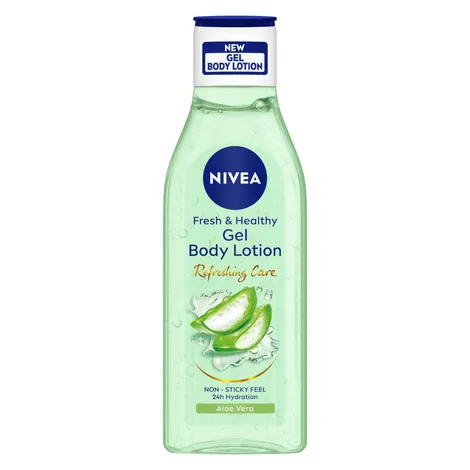 NEW
GEL
BODY LOTION
NIVEA
Fresh & Healthy
Gel
Body Lotion
Refreshing Care
NON - STICKY FEEL
24h Hydration
Aloe Vera